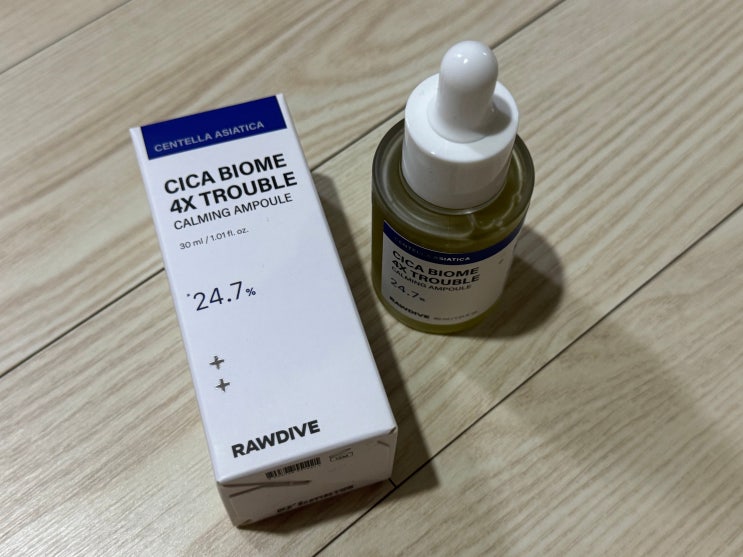 CENTELLA ASIATICA
CICA BIOME
4X TROUBLE
CALMING AMPOULE
30 ml / 1.01 fl. oz.
*24.7%
RAWDIVE
CENTELLA ASIATICA
CICA BIOME
4X TROUBLE
CALMING AMPOULE
24.7%
RAWDIVE